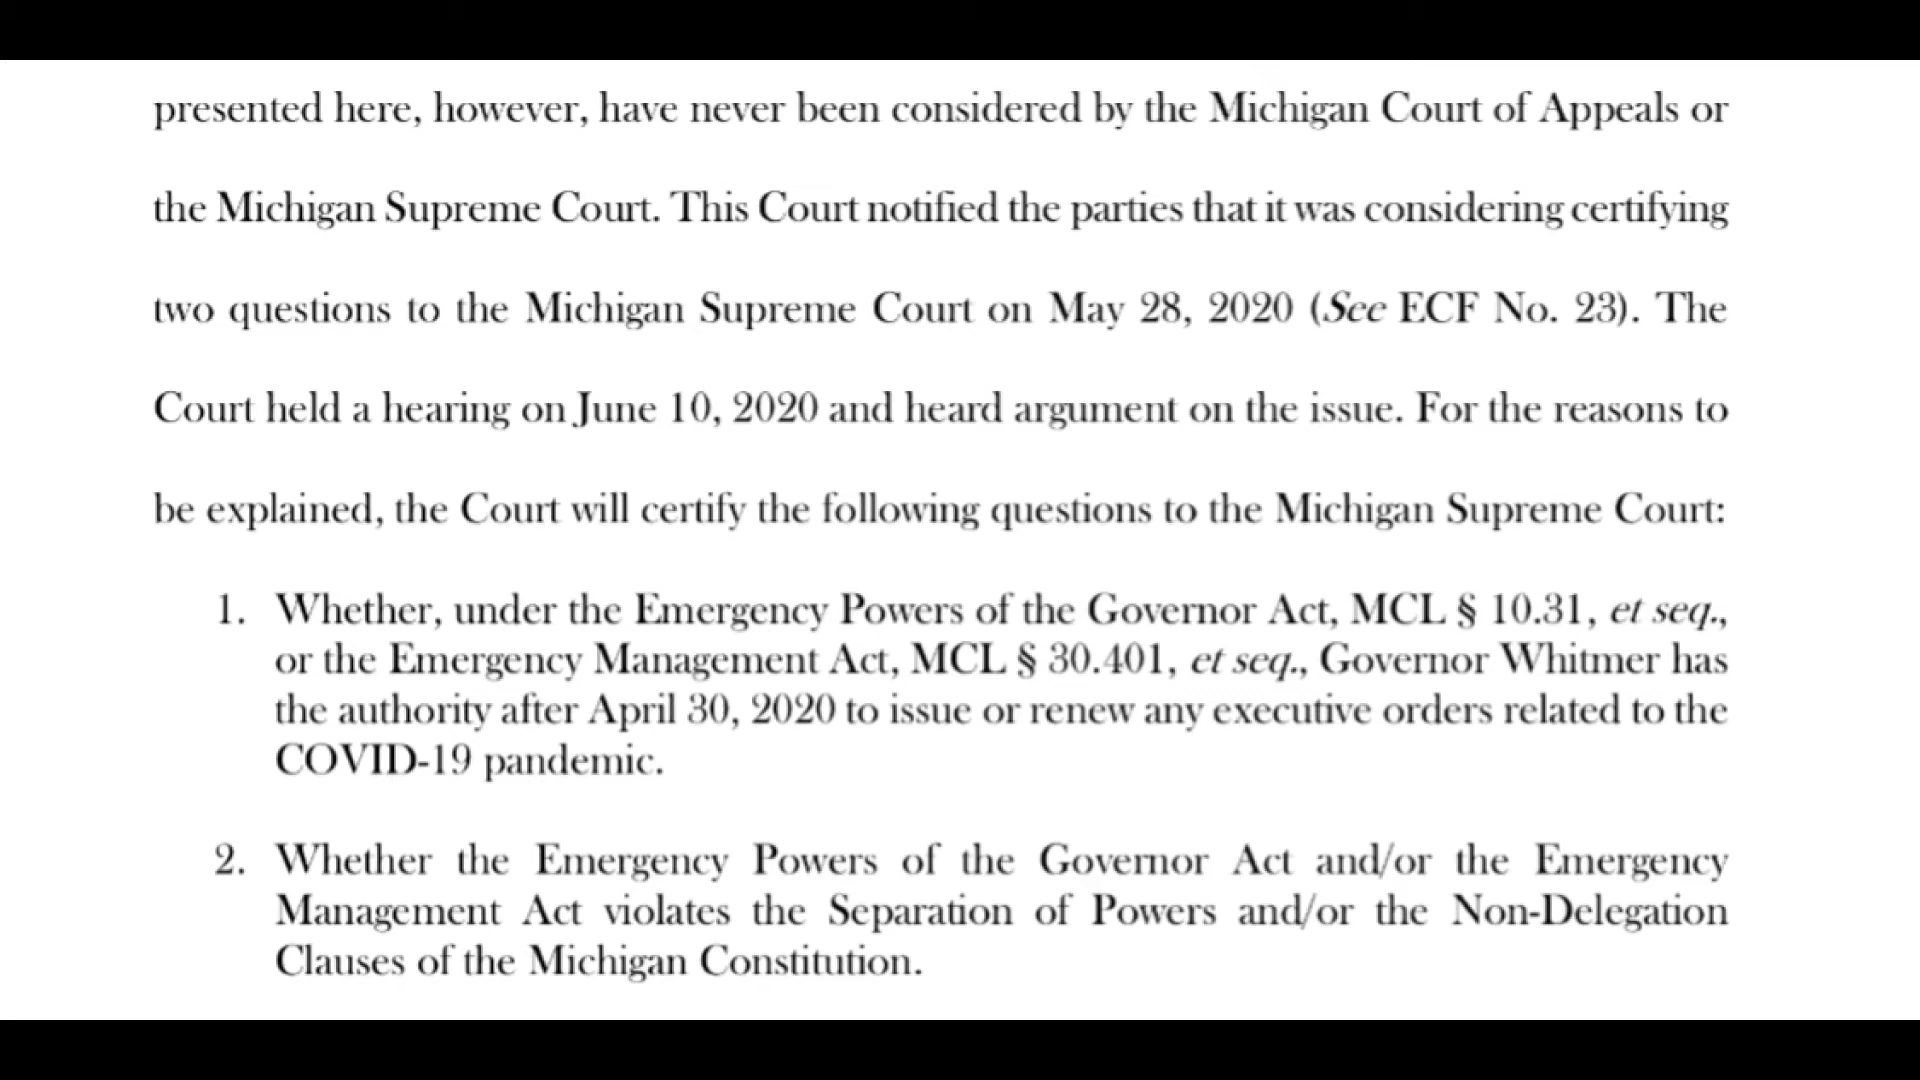 presented here, however, have never been considered by the Michigan Court of Appeals or
the Michigan Supreme Court. This Court notified the parties that it was considering certifying
two questions to the Michigan Supreme Court on May 28, 2020 (See ECF No. 23). The
Court held a hearing on June 10, 2020 and heard argument on the issue. For the reasons to
be explained, the Court will certify the following questions to the Michigan Supreme Court:
1. Whether, under the Emergency Powers of the Governor Act, MCL § 10.31, et seq.,
or the Emergency Management Act, MCL § 30.401, et seq., Governor Whitmer has
the authority after April 30, 2020 to issue or renew any executive orders related to the
COVID-19 pandemic.
2. Whether the Emergency Powers of the Governor Act and/or the Emergency
Management Act violates the Separation of Powers and/or the Non-Delegation
Clauses of the Michigan Constitution.